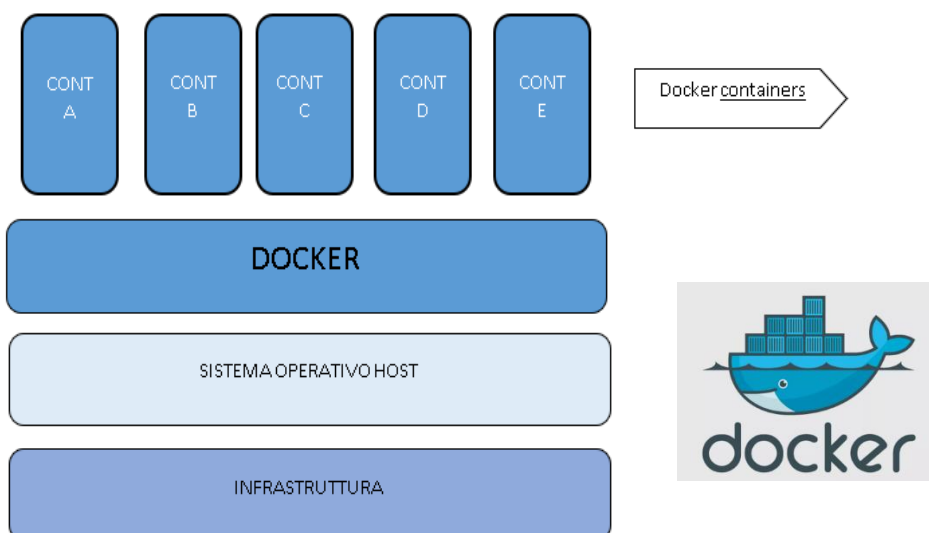 CONT
A
CONT
B
CONT
C
CONT
D
CONT
E
Docker containers
DOCKER
SISTEMA OPERATIVO HOST
docker
INFRASTRUTTURA